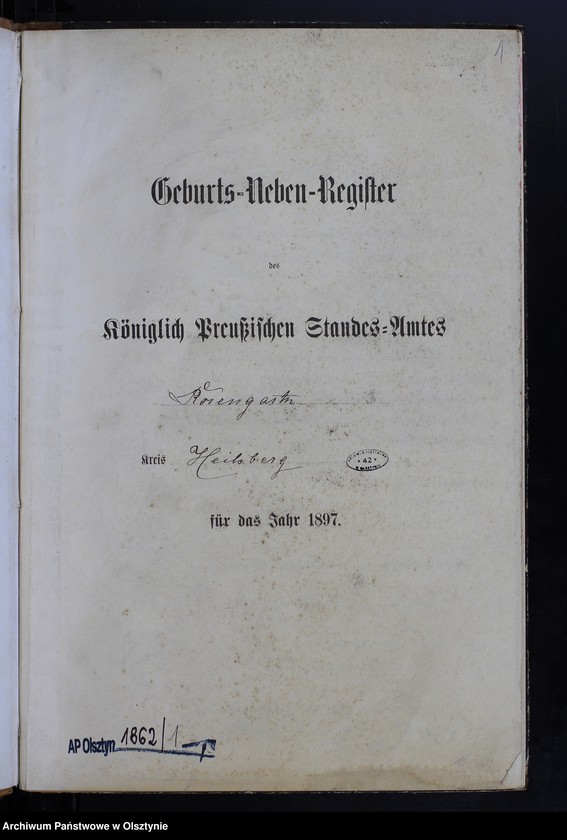 1
Geburts-Neben-Register
des
Königlich Preußischen Standes-Amtes
Rosengarth
Kreis Heilsberg
42
für das Jahr 1897.
AP Olsztyn 1862/1
Archiwum Państwowe w Olsztynie